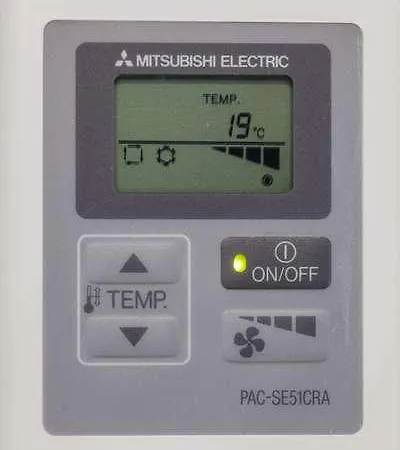 MITSUBISHI ELECTRIC
TEMP.
19°C
ON/OFF
TEMP.
PAC-SE51CRA